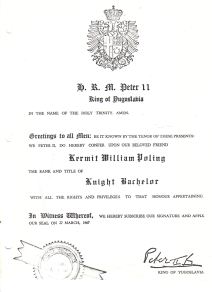 H. R. M. Peter II
King of Yugoslavia
IN THE NAME OF THE HOLY TRINITY AMEN.
Greetings to all Men: BE IT KNOWN BY THE TENOR OF THESE PRESENTS
WE PETER II, DO HEREBY CONFER UPON OUR BELOVED FRIEND
Kermit William Poling
THE RANK AND TITLE OF
Knight Bachelor
WITH ALL THE RIGHTS AND PRIVILEGES TO THAT HONOUR APPERTAINING
In Witness Whereof, WE HEREBY SUBSCRIBE OUR SIGNATURE AND AFFIX
OUR SEAL ON 27 MARCH, 1967
Peter II R.
KING OF YUGOSLAVIA